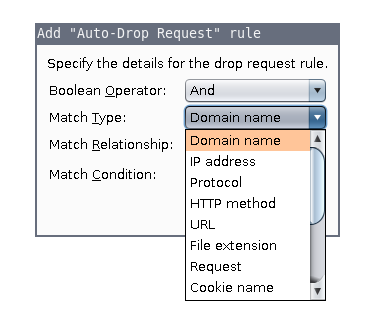 Add "Auto-Drop Request" rule
Specify the details for the drop request rule.
Boolean Operator: And
Match Type: Domain name
Match Relationship:
Match Condition:
Domain name
IP address
Protocol
HTTP method
URL
File extension
Request
Cookie name